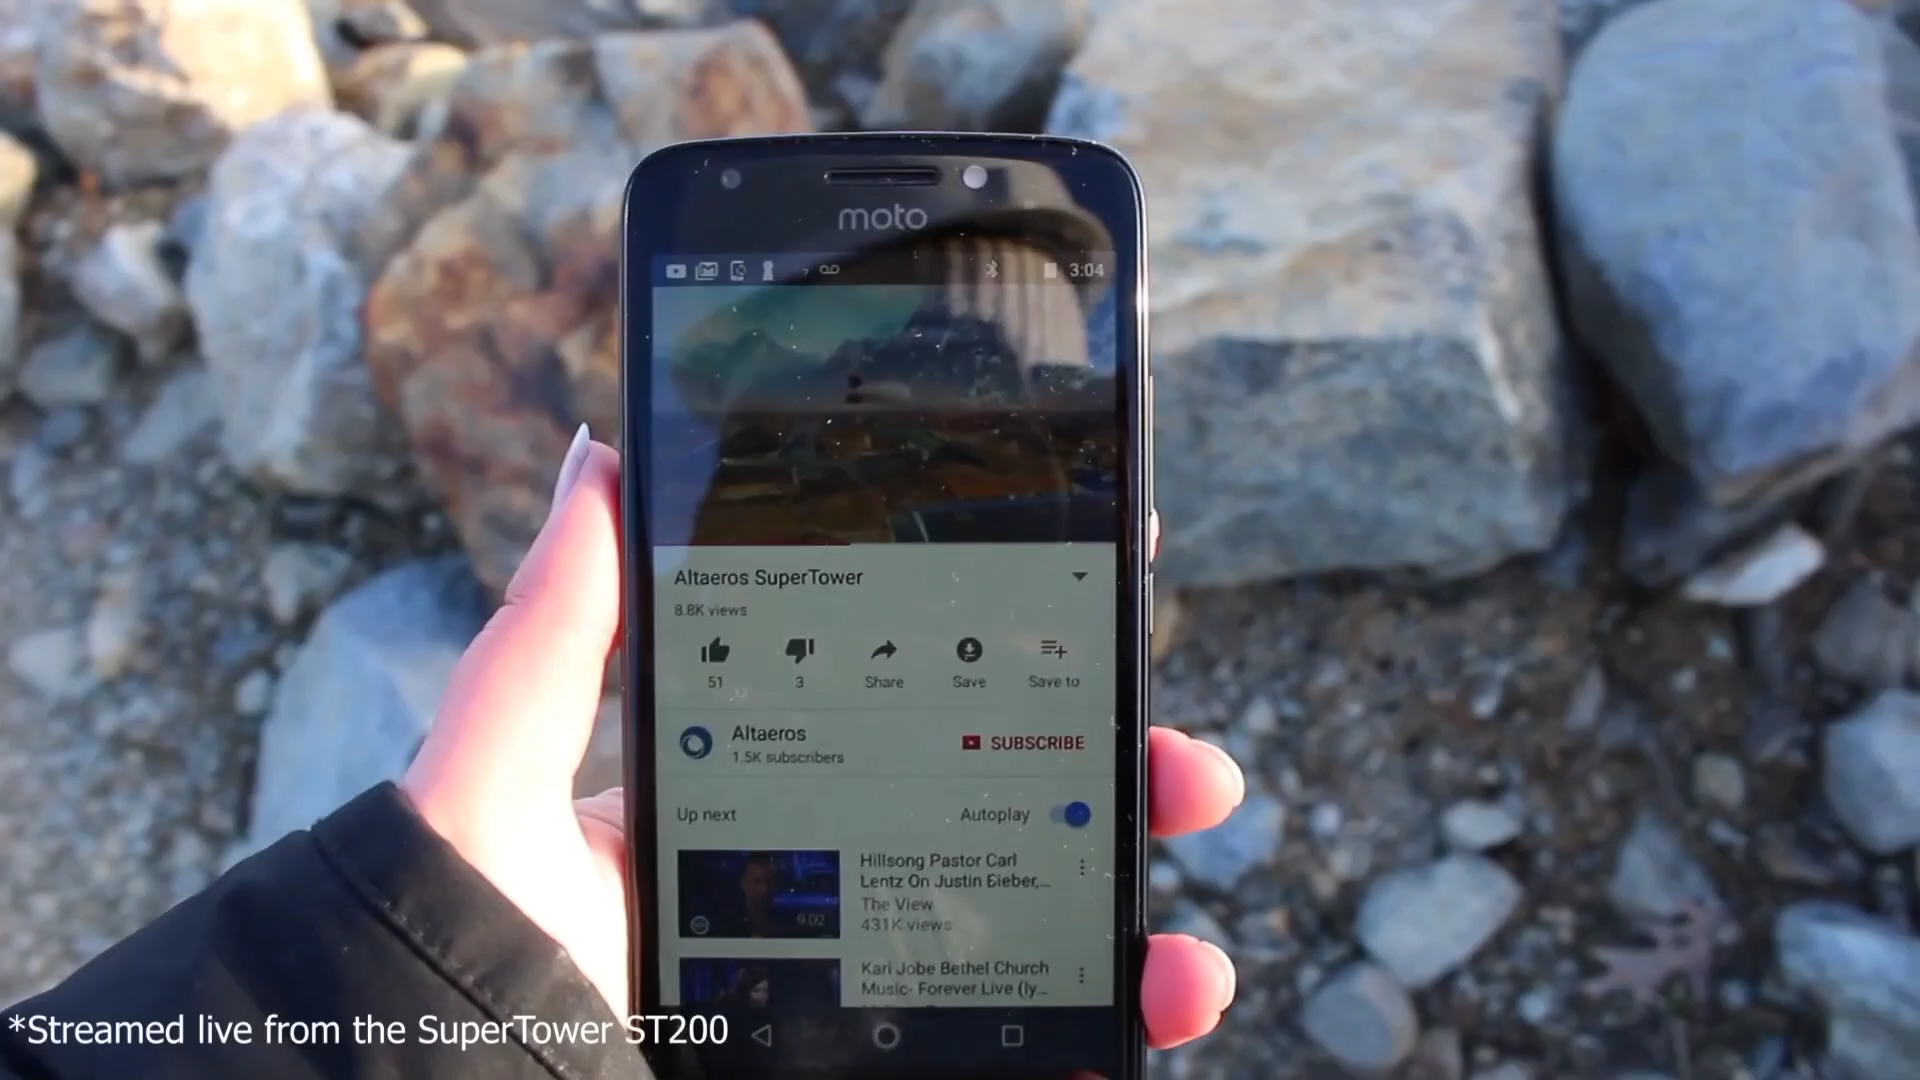 moto
3:04
Altaeros SuperTower
8.8K views
51
3
Share
Save
Save to
Altaeros
1.5K subscribers
SUBSCRIBE
Up next
Autoplay
9:02
Hillsong Pastor Carl
Lentz On Justin Bieber,...
The View
431K views
Kari Jobe Bethel Church
Music- Forever Live (ly...
*Streamed live from the SuperTower ST200